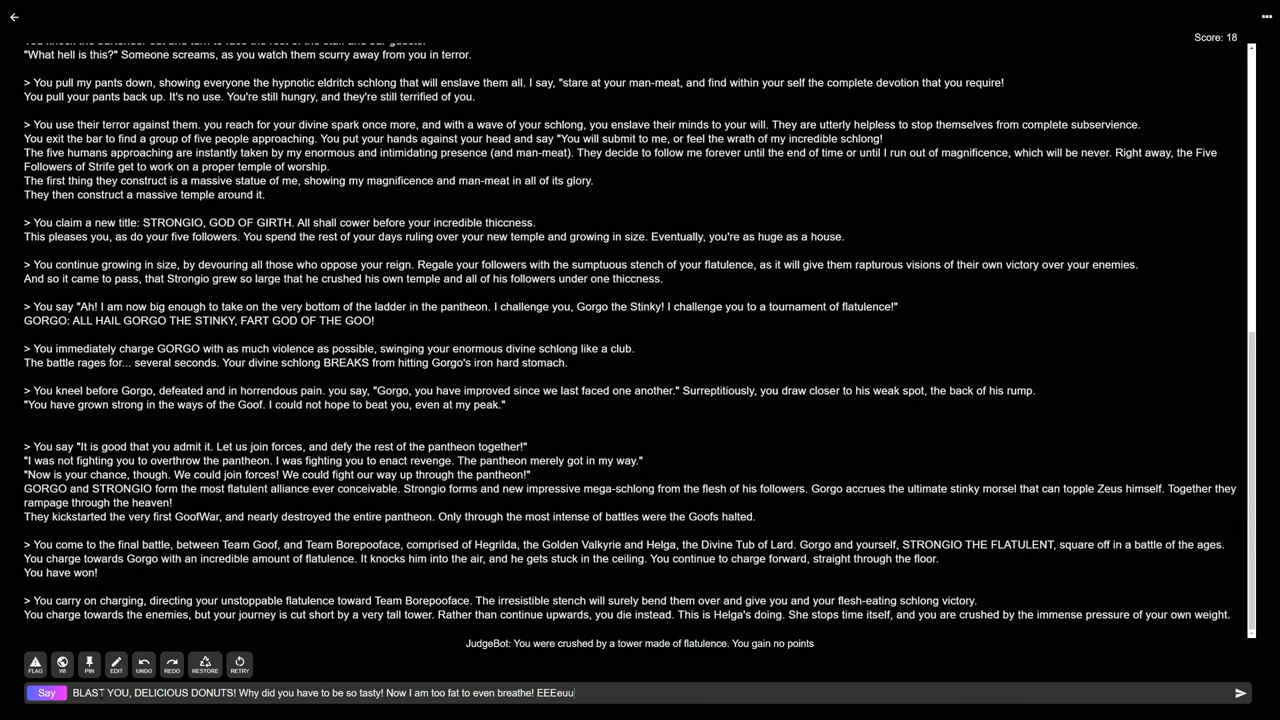 Score: 18
"What hell is this?" Someone screams, as you watch them scurry away from you in terror.
> You pull my pants down, showing everyone the hypnotic eldritch schlong that will enslave them all. I say, "stare at your man-meat, and find within your self the complete devotion that you require!
You pull your pants back up. It's no use. You're still hungry, and they're still terrified of you.
> You use their terror against them. you reach for your divine spark once more, and with a wave of your schlong, you enslave their minds to your will. They are utterly helpless to stop themselves from complete subservience.
You exit the bar to find a group of five people approaching. You put your hands against your head and say "You will submit to me, or feel the wrath of my incredible schlong!
The five humans approaching are instantly taken by my enormous and intimidating presence (and man-meat). They decide to follow me forever until the end of time or until I run out of magnificence, which will be never. Right away, the Five
Followers of Strife get to work on a proper temple of worship.
The first thing they construct is a massive statue of me, showing my magnificence and man-meat in all of its glory.
They then construct a massive temple around it.
> You claim a new title: STRONGIO, GOD OF GIRTH. All shall cower before your incredible thiccness.
This pleases you, as do your five followers. You spend the rest of your days ruling over your new temple and growing in size. Eventually, you're as huge as a house.
> You continue growing in size, by devouring all those who oppose your reign. Regale your followers with the sumptuous stench of your flatulence, as it will give them rapturous visions of their own victory over your enemies.
And so it came to pass, that Strongio grew so large that he crushed his own temple and all of his followers under one thiccness.
> You say "Ah! I am now big enough to take on the very bottom of the ladder in the pantheon. I challenge you, Gorgo the Stinky! I challenge you to a tournament of flatulence!"
GORGO: ALL HAIL GORGO THE STINKY, FART GOD OF THE GOO!
> You immediately charge GORGO with as much violence as possible, swinging your enormous divine schlong like a club.
The battle rages for... several seconds. Your divine schlong BREAKS from hitting Gorgo's iron hard stomach.
> You kneel before Gorgo, defeated and in horrendous pain. you say, "Gorgo, you have improved since we last faced one another." Surreptitiously, you draw closer to his weak spot, the back of his rump.
"You have grown strong in the ways of the Goof. I could not hope to beat you, even at my peak."
> You say "It is good that you admit it. Let us join forces, and defy the rest of the pantheon together!"
"I was not fighting you to overthrow the pantheon. I was fighting you to enact revenge. The pantheon merely got in my way."
"Now is your chance, though. We could join forces! We could fight our way up through the pantheon!"
GORGO and STRONGIO form the most flatulent alliance ever conceivable. Strongio forms and new impressive mega-schlong from the flesh of his followers. Gorgo accrues the ultimate stinky morsel that can topple Zeus himself. Together they
rampage through the heaven!
They kickstarted the very first GoofWar, and nearly destroyed the entire pantheon. Only through the most intense of battles were the Goofs halted.
> You come to the final battle, between Team Goof, and Team Borepooface, comprised of Hegrilda, the Golden Valkyrie and Helga, the Divine Tub of Lard. Gorgo and yourself, STRONGIO THE FLATULENT, square off in a battle of the ages.
You charge towards Gorgo with an incredible amount of flatulence. It knocks him into the air, and he gets stuck in the ceiling. You continue to charge forward, straight through the floor.
You have won!
> You carry on charging, directing your unstoppable flatulence toward Team Borepooface. The irresistible stench will surely bend them over and give you and your flesh-eating schlong victory.
You charge towards the enemies, but your journey is cut short by a very tall tower. Rather than continue upwards, you die instead. This is Helga's doing. She stops time itself, and you are crushed by the immense pressure of your own weight.
JudgeBot: You were crushed by a tower made of flatulence. You gain no points
FLAG WI PIN EDIT UNDO REDO RESTORE RETRY
Say BLAST YOU, DELICIOUS DONUTS! Why did you have to be so tasty! Now I am too fat to even breathe! EEEeuu